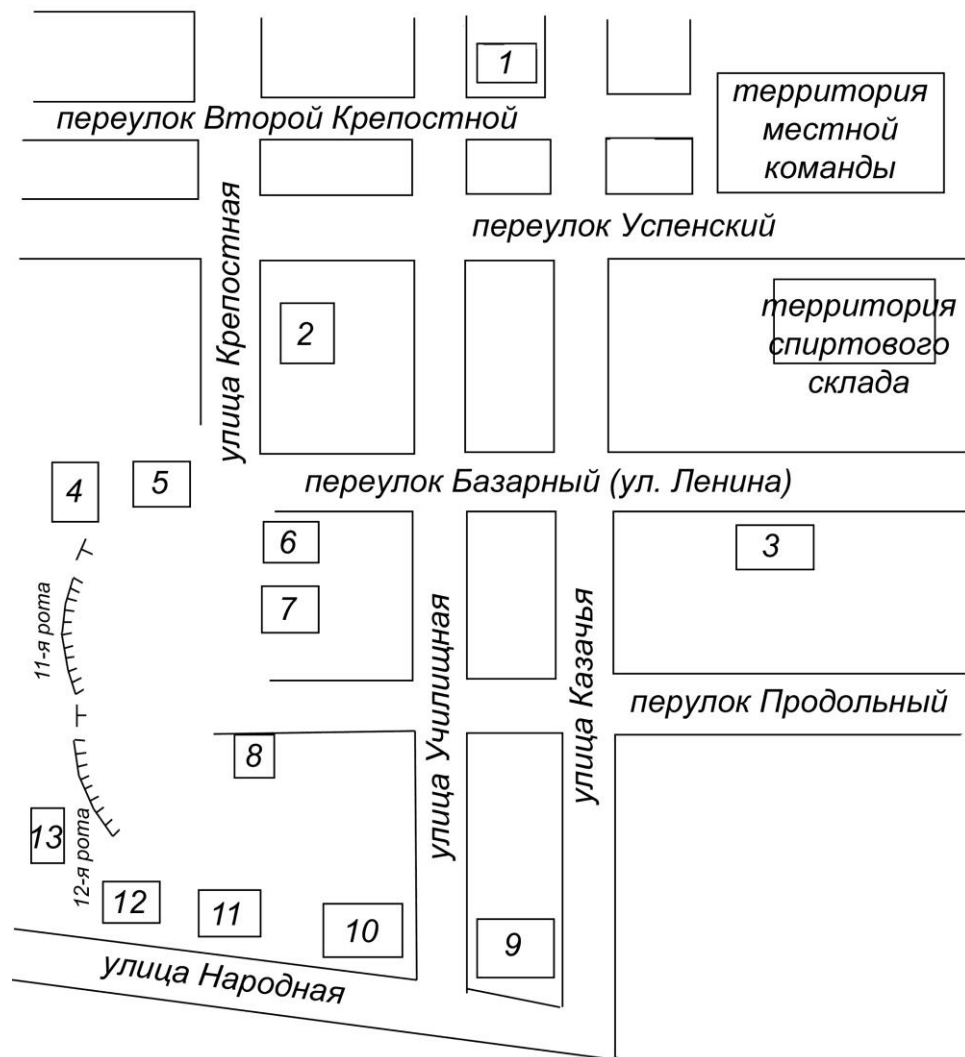 1
территория
местной
команды
переулок Второй Крепостной
переулок Успенский
улица Крепостная
2
территория
спиртового
склада
4
5
переулок Базарный (ул. Ленина)
6
3
7
11-я рота
улица Училищная
улица Казачья
перулок Продольный
8
13
12-я рота
12
11
10
9
улица Народная